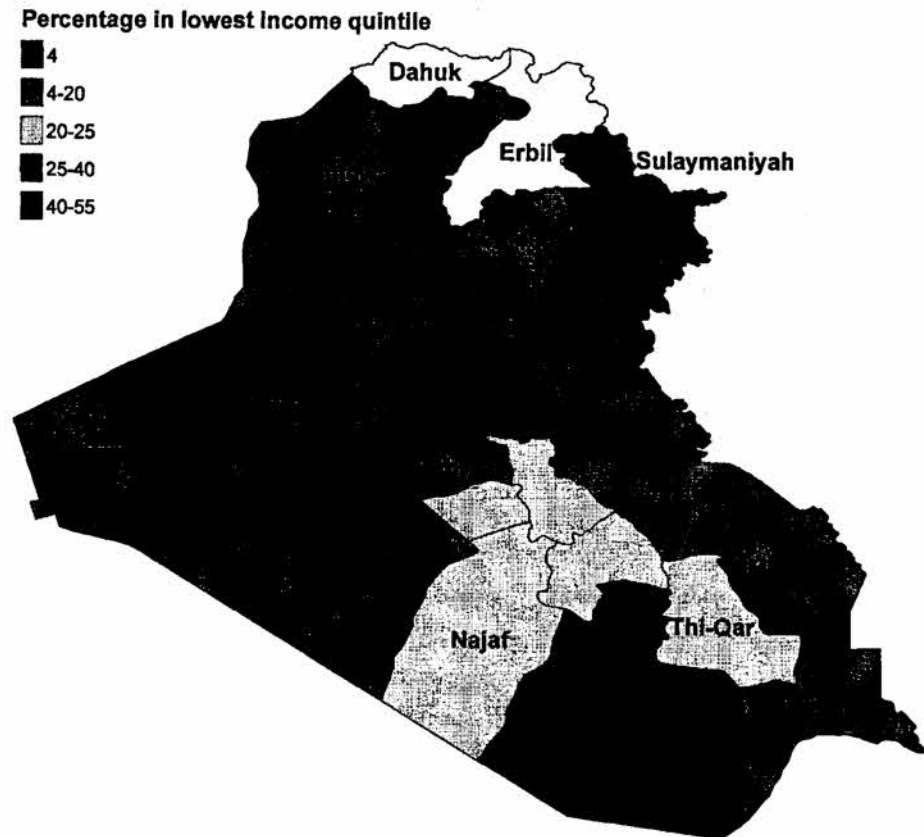 Percentage in lowest income quintile
4
4-20
20-25
25-40
40-55
Dahuk
Erbil
Sulaymaniyah
Najaf
Thi-Qar